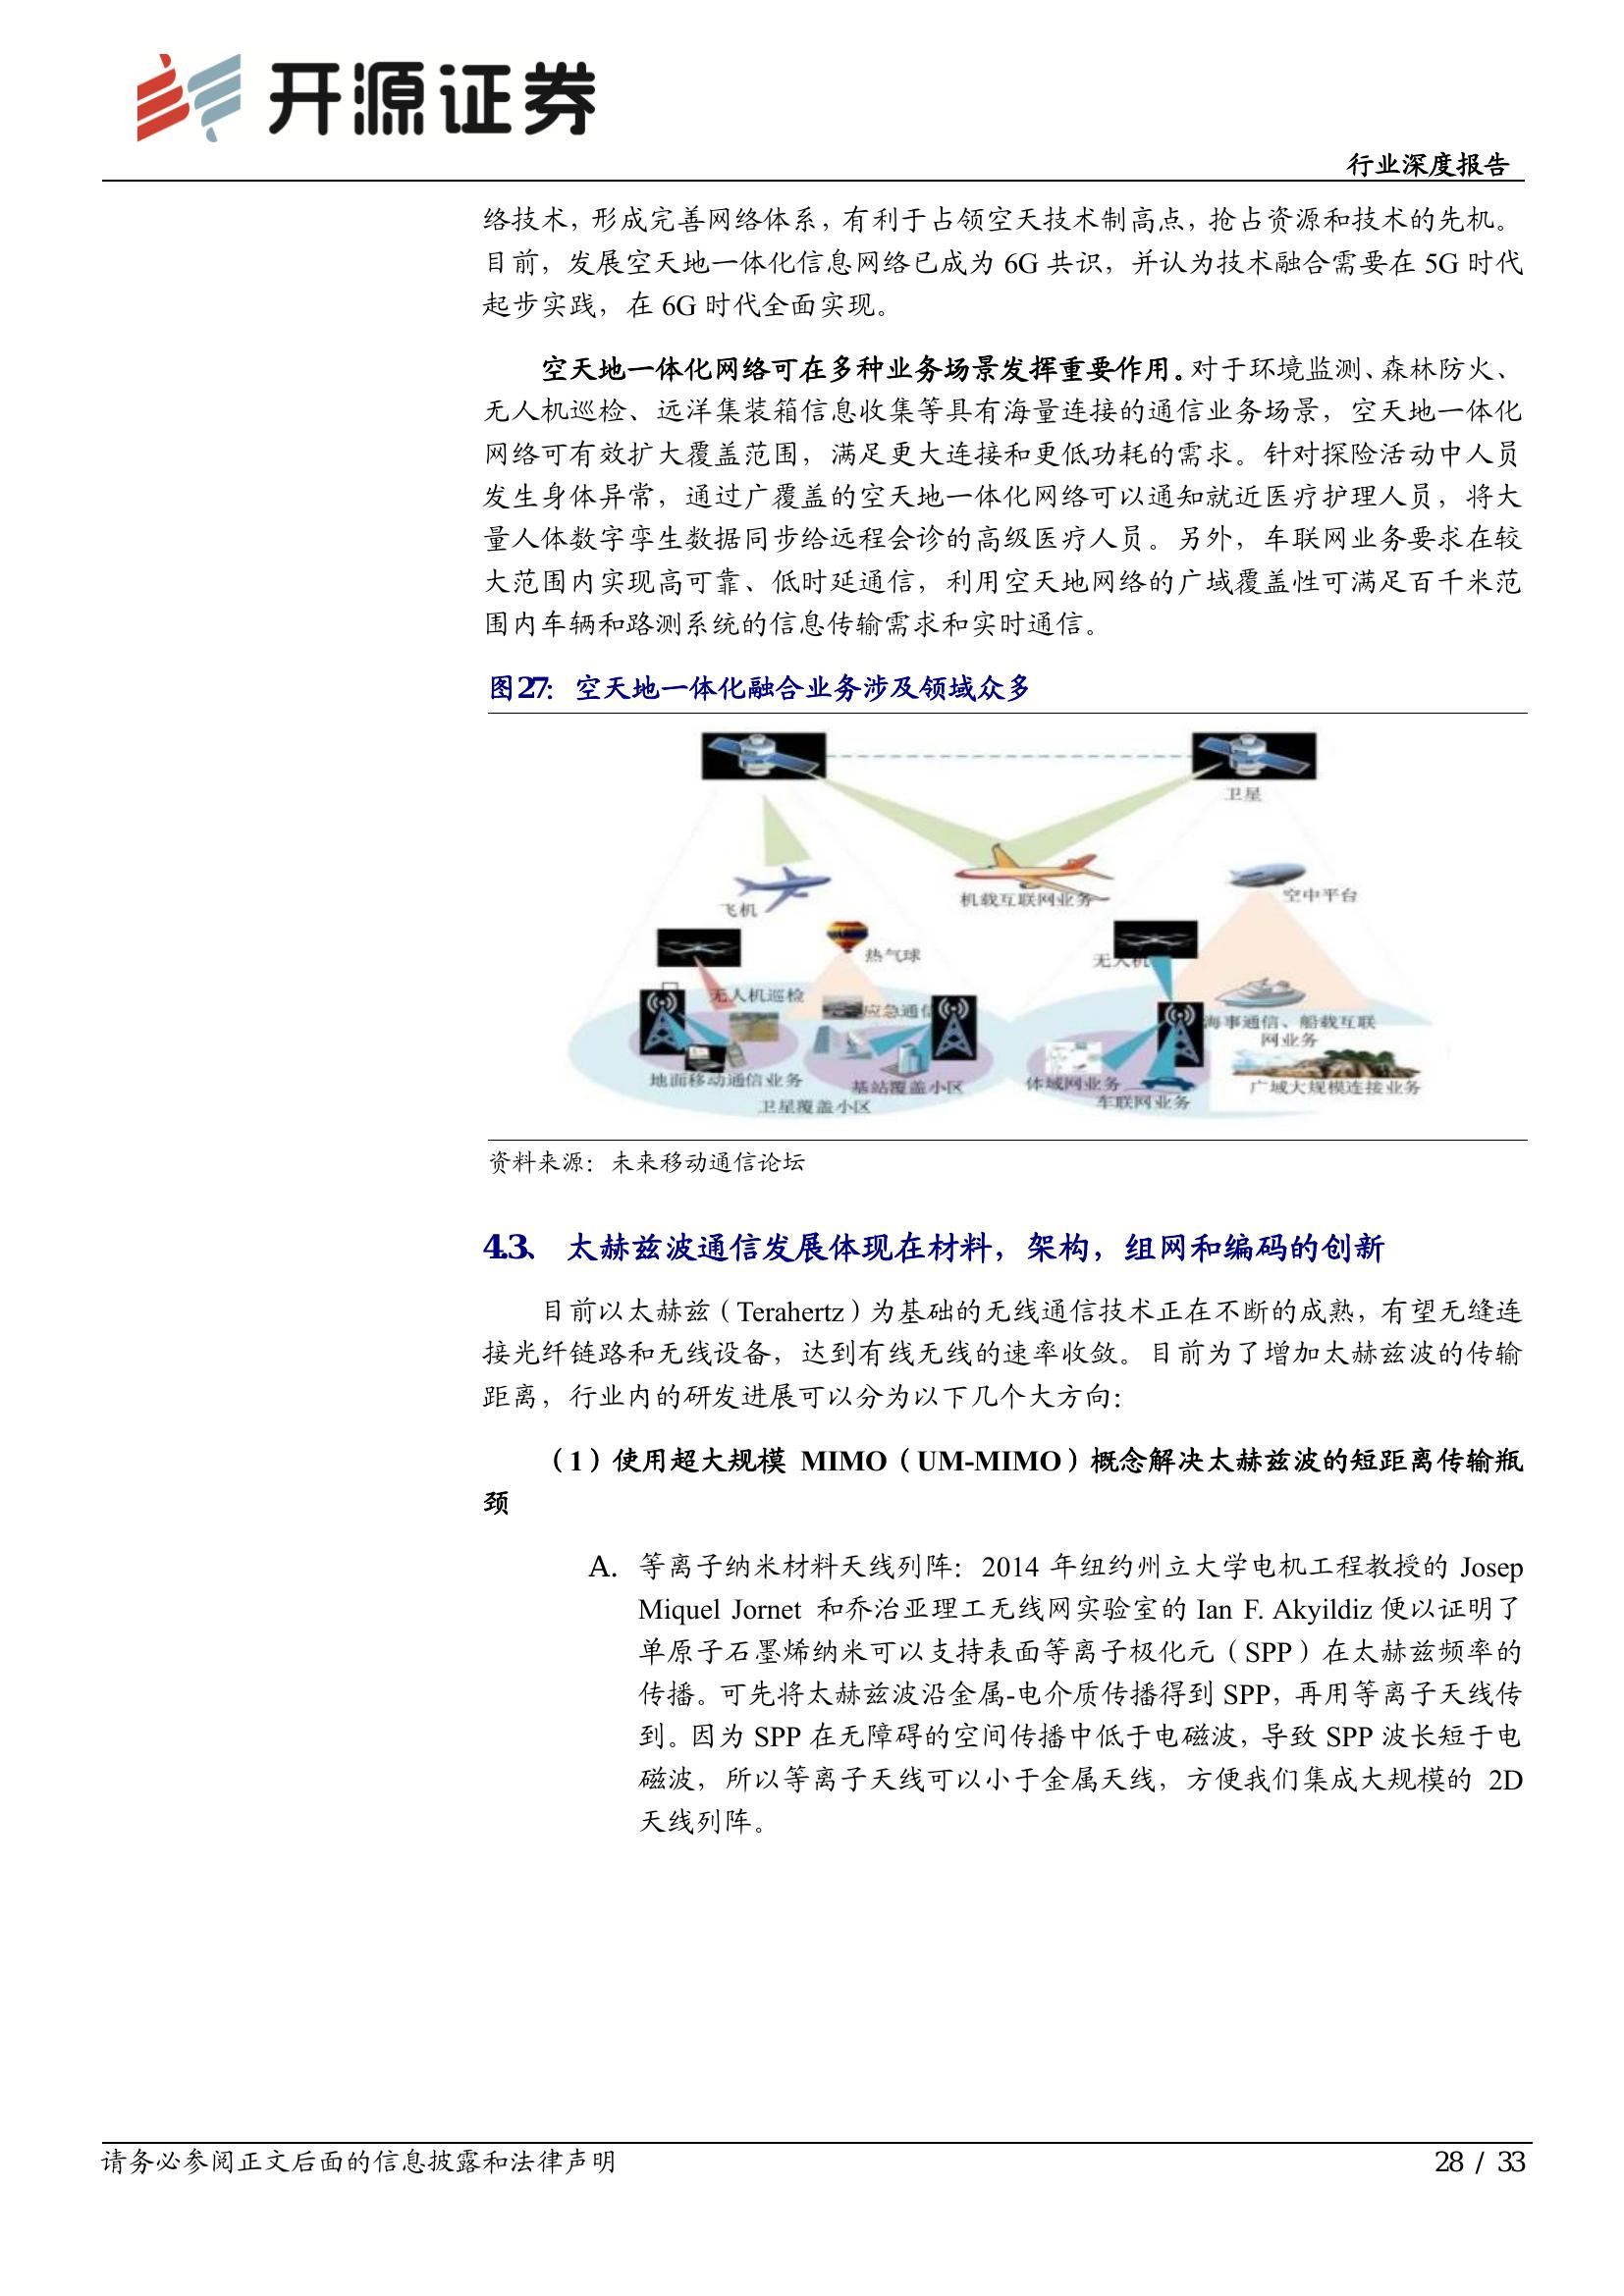 开源证券
行业深度报告
络技术，形成完善网络体系，有利于占领空天技术制高点，抢占资源和技术的先机。
目前，发展空天地一体化信息网络已成为 6G 共识，并认为技术融合需要在 5G 时代
起步实践，在 6G 时代全面实现。
空天地一体化网络可在多种业务场景发挥重要作用。对于环境监测、森林防火、
无人机巡检、远洋集装箱信息收集等具有海量连接的通信业务场景，空天地一体化
网络可有效扩大覆盖范围，满足更大连接和更低功耗的需求。针对探险活动中人员
发生身体异常，通过广覆盖的空天地一体化网络可以通知就近医疗护理人员，将大
量人体数字孪生数据同步给远程会诊的高级医疗人员。另外，车联网业务要求在较
大范围内实现高可靠、低时延通信，利用空天地网络的广域覆盖性可满足百千米范
围内车辆和路测系统的信息传输需求和实时通信。
图27：空天地一体化融合业务涉及领域众多
卫星
飞机
机载互联网业务
空中平台
热气球
无人机
无人机巡检
应急通信
海事通信、船载互联
网业务
地面移动通信业务
基站覆盖小区
体域网业务
广域大规模连接业务
卫星覆盖小区
车联网业务
资料来源：未来移动通信论坛
4.3、 太赫兹波通信发展体现在材料，架构，组网和编码的创新
目前以太赫兹（Terahertz）为基础的无线通信技术正在不断的成熟，有望无缝连
接光纤链路和无线设备，达到有线无线的速率收敛。目前为了增加太赫兹波的传输
距离，行业内的研发进展可以分为以下几个大方向：
（1）使用超大规模 MIMO（UM-MIMO）概念解决太赫兹波的短距离传输瓶
颈
A. 等离子纳米材料天线列阵：2014 年纽约州立大学电机工程教授的 Josep
Miquel Jornet 和乔治亚理工无线网实验室的 Ian F. Akyildiz 便以证明了
单原子石墨烯纳米可以支持表面等离子极化元（SPP）在太赫兹频率的
传播。可先将太赫兹波沿金属-电介质传播得到 SPP，再用等离子天线传
到。因为 SPP 在无障碍的空间传播中低于电磁波，导致 SPP 波长短于电
磁波，所以等离子天线可以小于金属天线，方便我们集成大规模的 2D
天线列阵。
请务必参阅正文后面的信息披露和法律声明
28 / 33